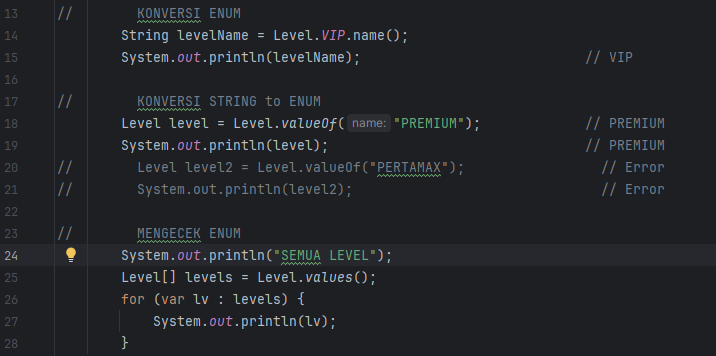 13 // KONVERSI ENUM
14 String levelName = Level.VIP.name();
15 System.out.println(levelName); // VIP
16
17 // KONVERSI STRING to ENUM
18 Level level = Level.valueOf( name: "PREMIUM"); // PREMIUM
19 System.out.println(level); // PREMIUM
20 // Level level2 = Level.valueOf("PERTAMAX"); // Error
21 // System.out.println(level2); // Error
22
23 // MENGECEK ENUM
24 System.out.println("SEMUA LEVEL");
25 Level[] levels = Level.values();
26 for (var lv : levels) {
27 System.out.println(lv);
28 }